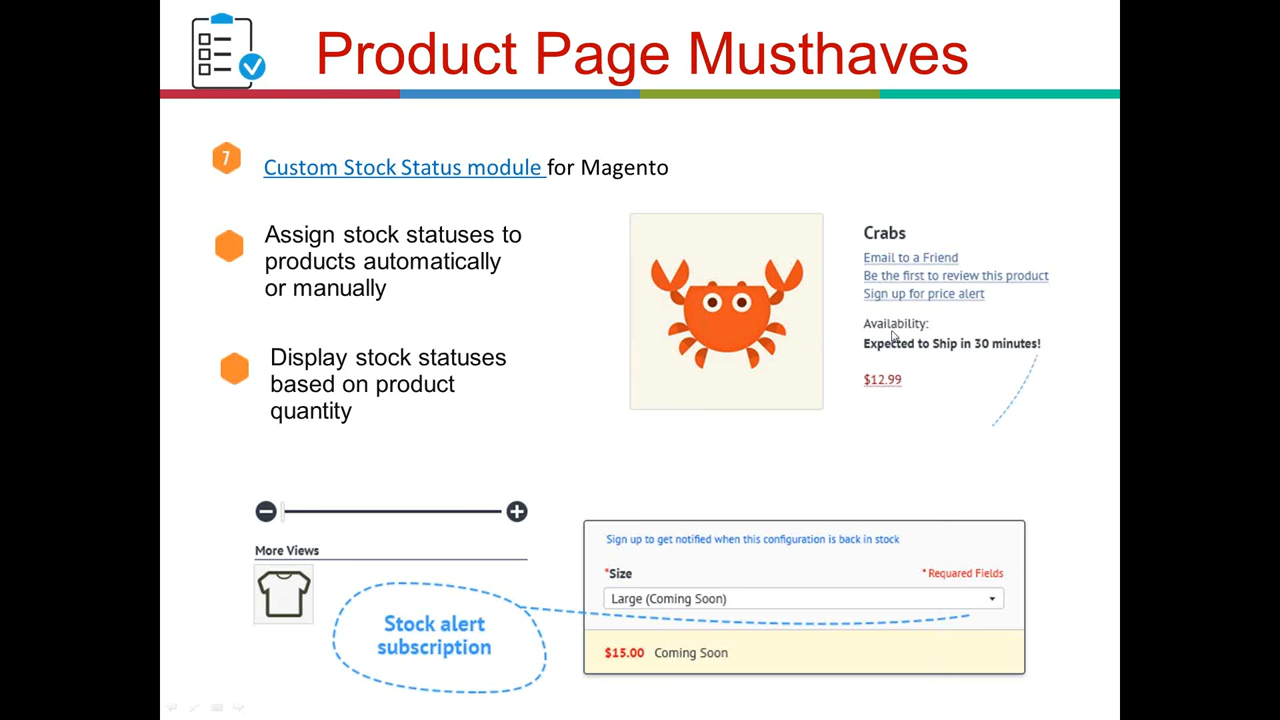 Product Page Musthaves
7
Custom Stock Status module for Magento
Assign stock statuses to
products automatically
or manually
Display stock statuses
based on product
quantity
Crabs
Email to a Friend
Be the first to review this product
Sign up for price alert
Availability:
Expected to Ship in 30 minutes!
$12.99
More Views
Stock alert
subscription
Sign up to get notified when this configuration is back in stock
*Size
* Requared Fields
Large (Coming Soon)
$15.00 Coming Soon